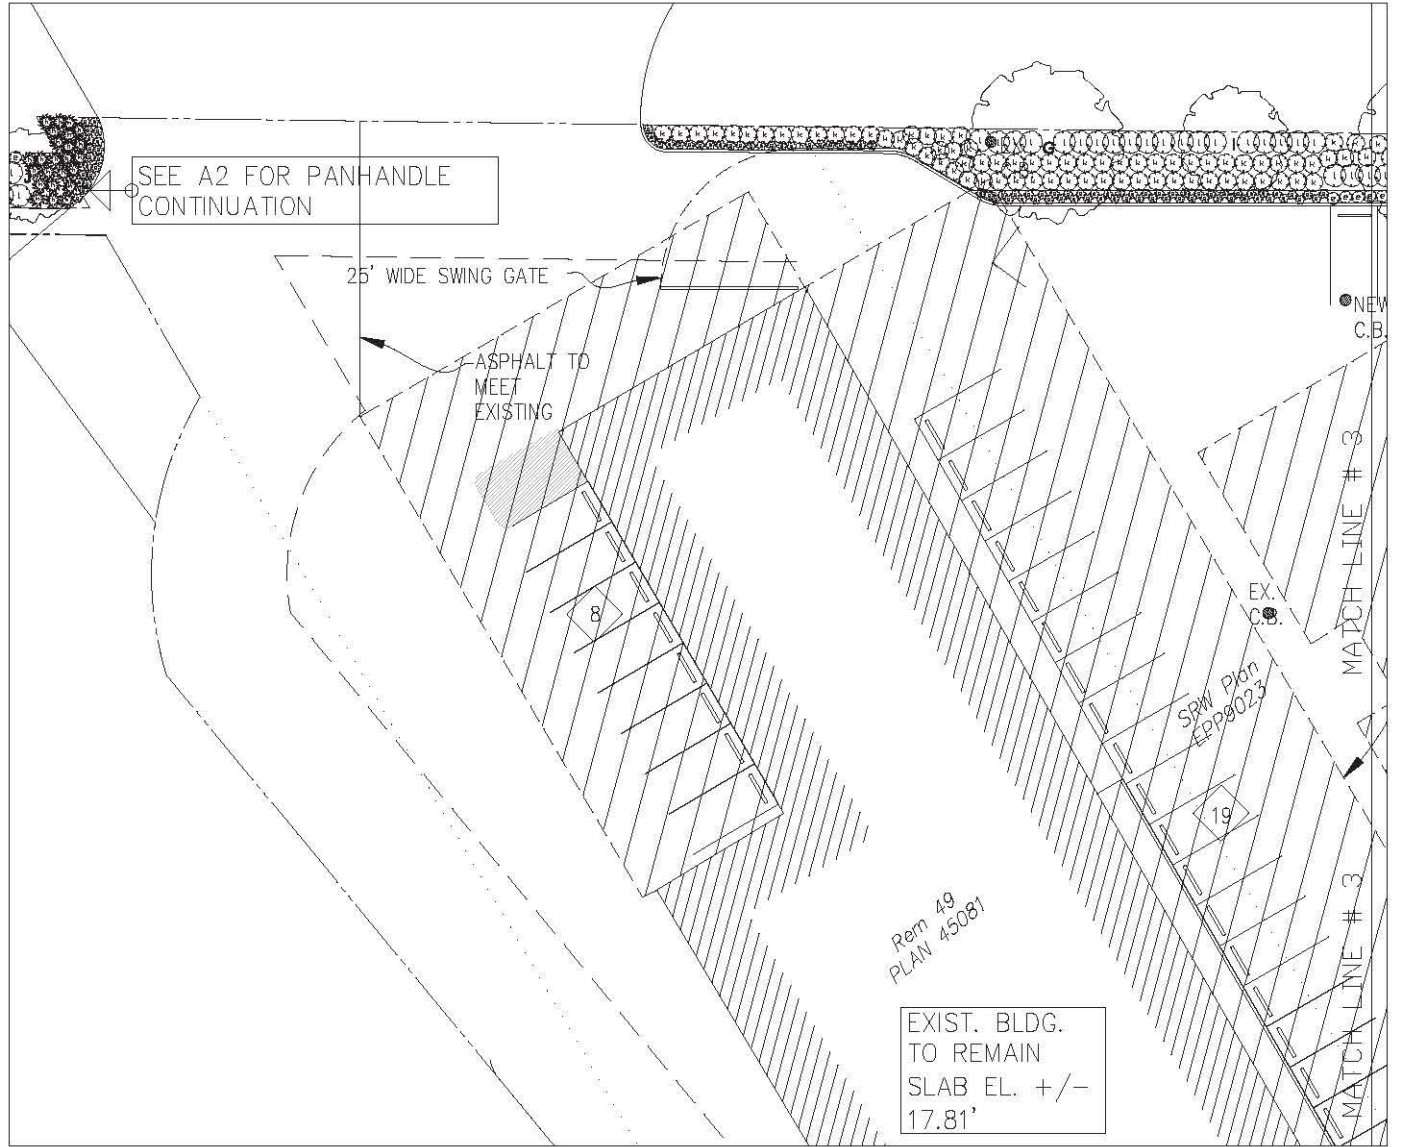 SEE A2 FOR PANHANDLE
CONTINUATION
25' WIDE SWING GATE
ASPHALT TO
MEET
EXISTING
8
G
I
NEW
C.B.
MATCH LINE # 3
EX.
C.B.
SRW Plan
EPP9023
19
Rem 49
PLAN 45081
MATCH LINE # 3
EXIST. BLDG.
TO REMAIN
SLAB EL. +/-
17.81'